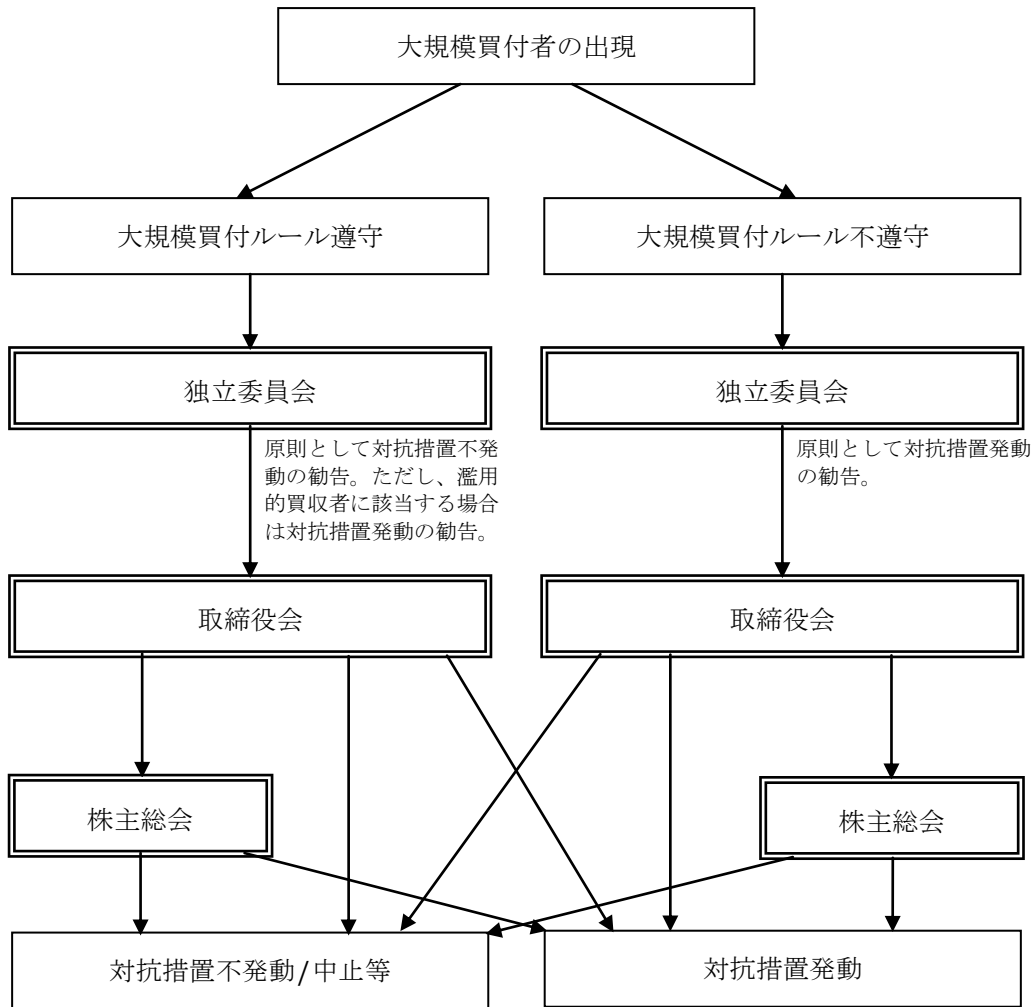 大規模買付者の出現
大規模買付ルール遵守
大規模買付ルール不遵守
独立委員会
独立委員会
原則として対抗措置不発
動の勧告。ただし、濫用
的買収者に該当する場合
は対抗措置発動の勧告。
原則として対抗措置発動
の勧告。
取締役会
取締役会
株主総会
株主総会
対抗措置不発動/中止等
対抗措置発動